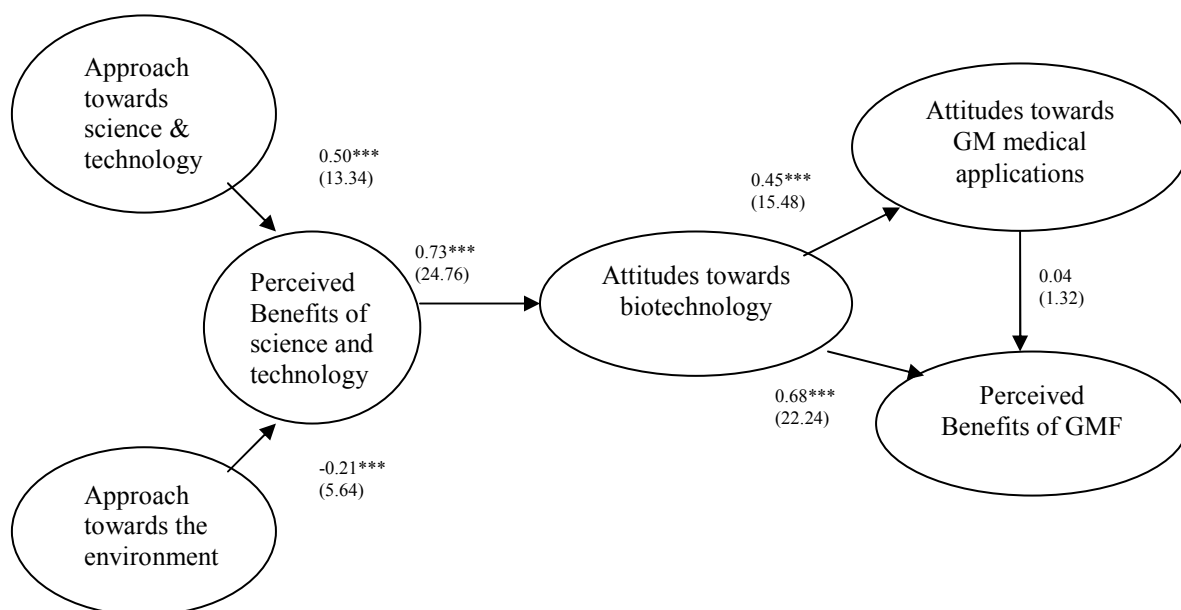 Approach
towards
science &
technology
0.50***
(13.34)
Perceived
Benefits of
science and
technology
Approach
towards the
environment
-0.21***
(5.64)
0.73***
(24.76)
Attitudes towards
biotechnology
0.45***
(15.48)
Attitudes towards
GM medical
applications
0.04
(1.32)
0.68***
(22.24)
Perceived
Benefits of GMF